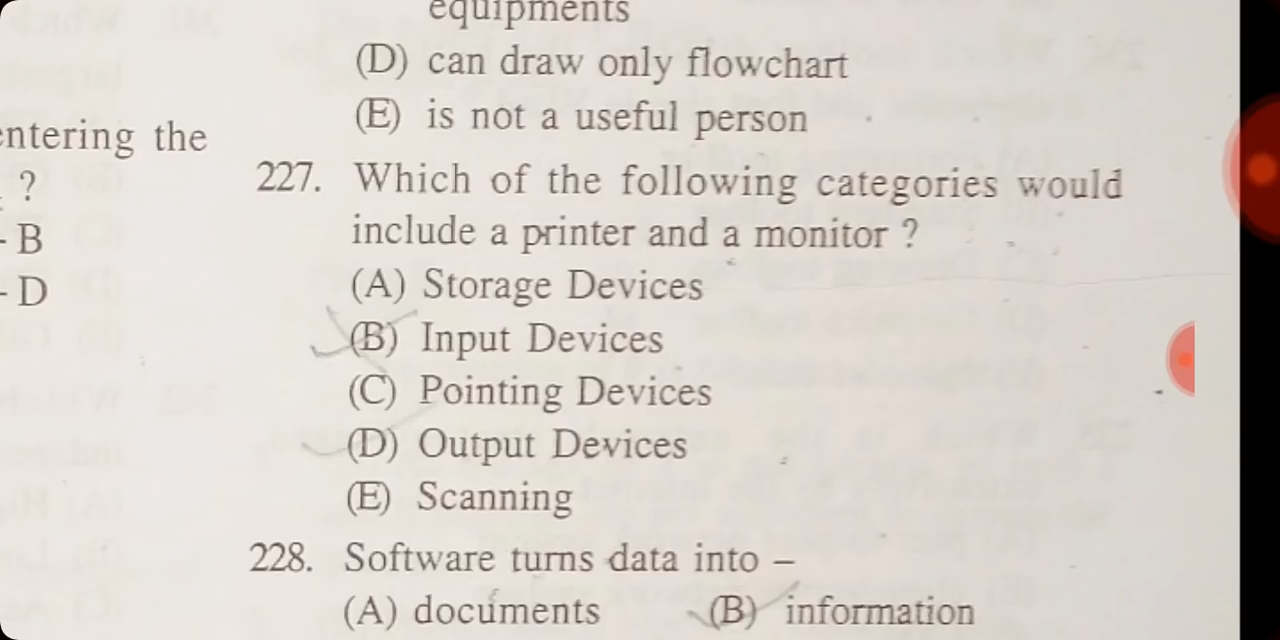 equipments
(D) can draw only flowchart
(E) is not a useful person
entering the
?
- B
- D
227. Which of the following categories would
include a printer and a monitor ?
(A) Storage Devices
(B) Input Devices
(C) Pointing Devices
(D) Output Devices
(E) Scanning
228. Software turns data into –
(A) documents (B) information